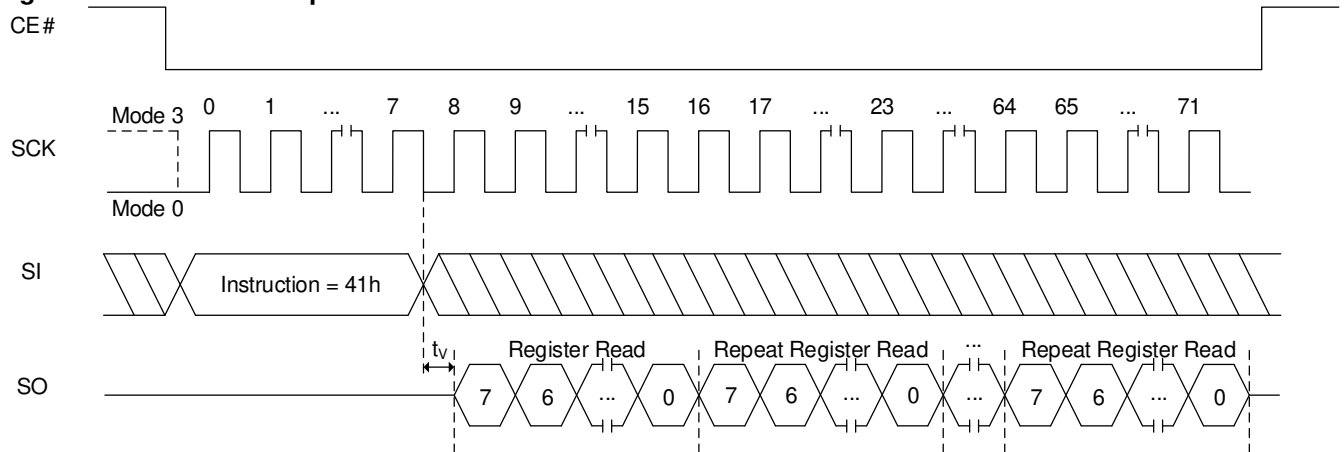 CE#
Mode 3
0 1 ... 7 8 9 ... 15 16 17 ... 23 ... 64 65 ... 71
SCK
Mode 0
SI
Instruction = 41h
tV
Register Read
Repeat Register Read
...
Repeat Register Read
SO
7 6 ... 0 7 6 ... 0 ... 7 6 ... 0